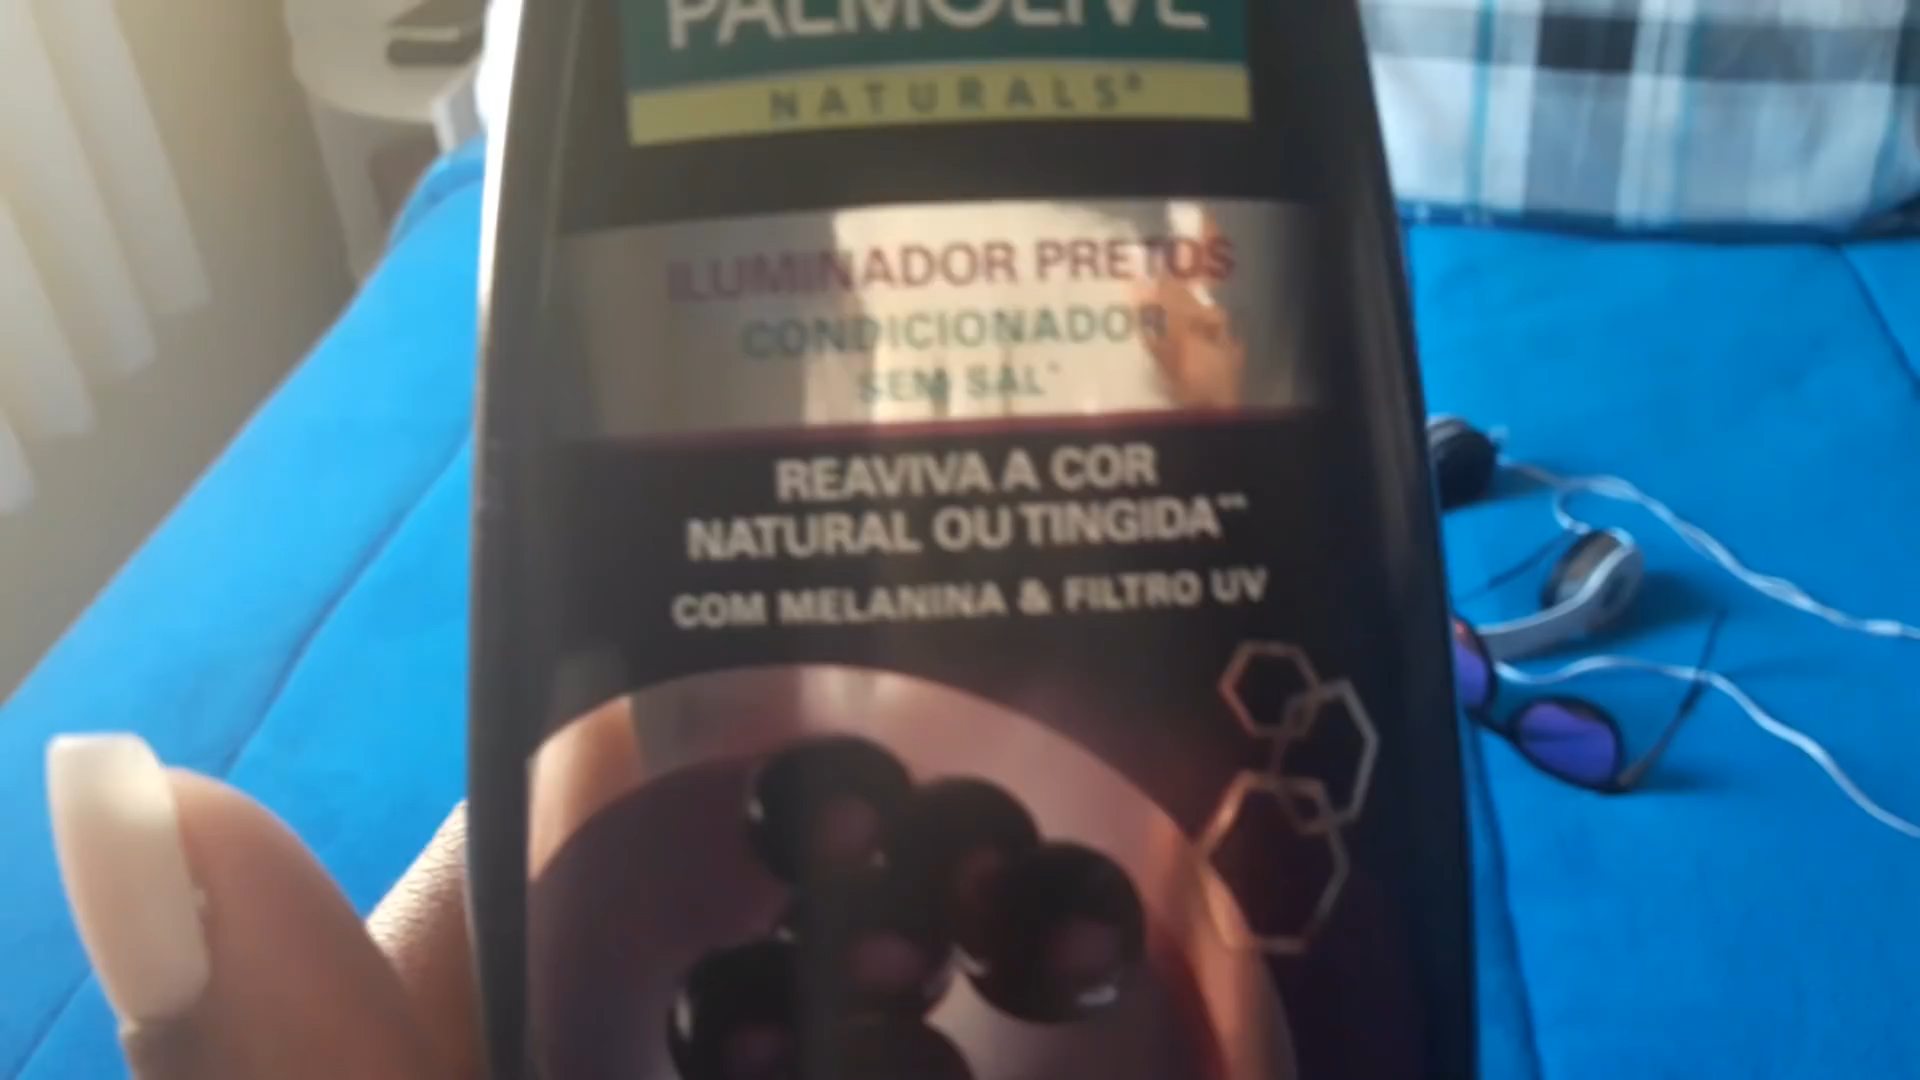 PALMOLIVE
NATURALS®
ILUMINADOR PRETOS
CONDICIONADOR
SEM SAL*
REAVIVA A COR
NATURAL OU TINGIDA**
COM MELANINA & FILTRO UV